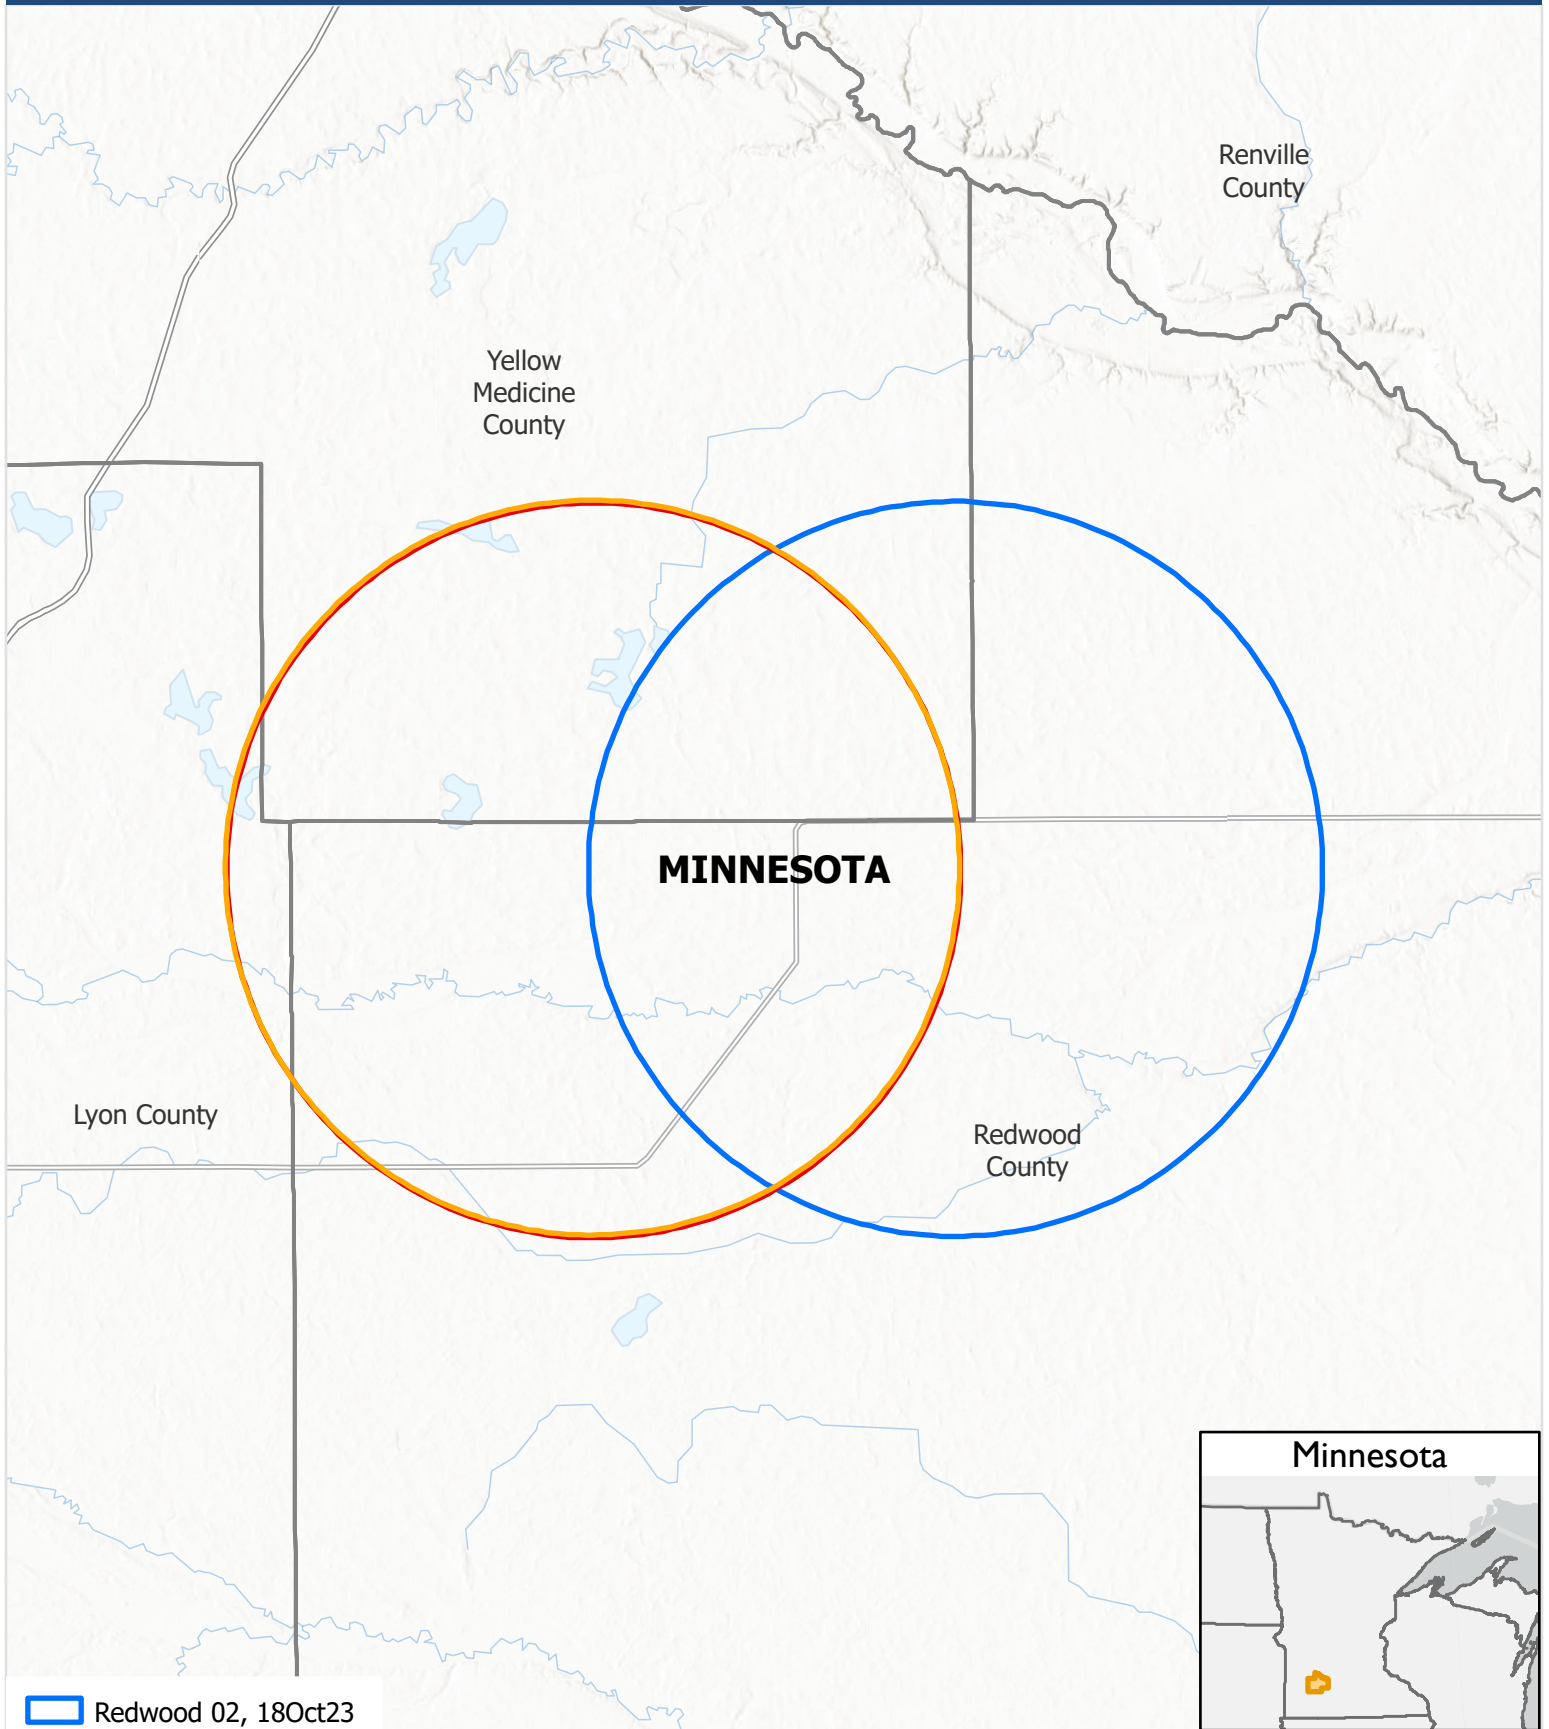 Renville
County
Yellow
Medicine
County
MINNESOTA
Lyon County
Redwood
County
Minnesota
Redwood 02, 18Oct23